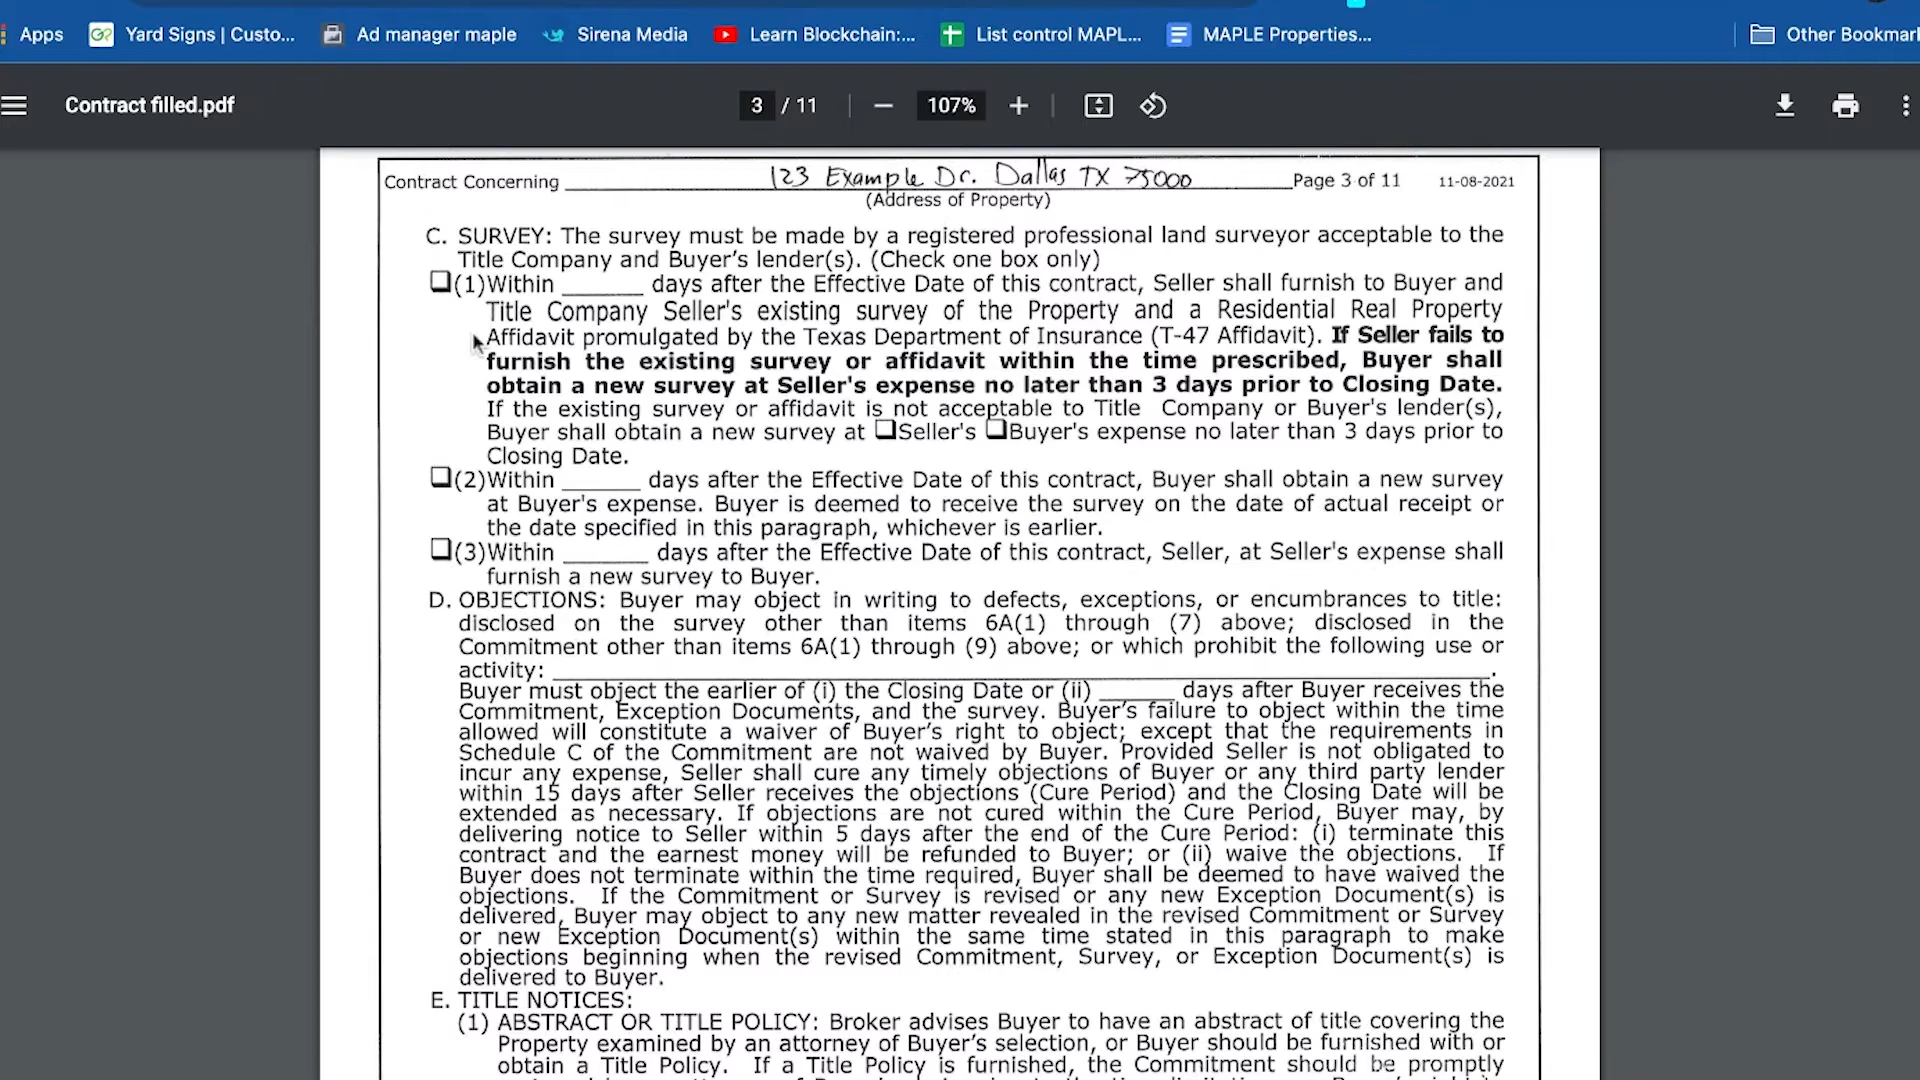 Apps Yard Signs | Custo... Ad manager maple Sirena Media Learn Blockchain:... List control MAPL... MAPLE Properties... Other Bookmark
Contract filled.pdf 3 / 11 107%
Contract Concerning 123 Example Dr. Dallas TX 75000 Page 3 of 11 11-08-2021
(Address of Property)
C. SURVEY: The survey must be made by a registered professional land surveyor acceptable to the
Title Company and Buyer's lender(s). (Check one box only)
(1)Within ______ days after the Effective Date of this contract, Seller shall furnish to Buyer and
Title Company Seller's existing survey of the Property and a Residential Real Property
Affidavit promulgated by the Texas Department of Insurance (T-47 Affidavit). If Seller fails to
furnish the existing survey or affidavit within the time prescribed, Buyer shall
obtain a new survey at Seller's expense no later than 3 days prior to Closing Date.
If the existing survey or affidavit is not acceptable to Title Company or Buyer's lender(s),
Buyer shall obtain a new survey at Seller's Buyer's expense no later than 3 days prior to
Closing Date.
(2)Within ______ days after the Effective Date of this contract, Buyer shall obtain a new survey
at Buyer's expense. Buyer is deemed to receive the survey on the date of actual receipt or
the date specified in this paragraph, whichever is earlier.
(3)Within ______ days after the Effective Date of this contract, Seller, at Seller's expense shall
furnish a new survey to Buyer.
D. OBJECTIONS: Buyer may object in writing to defects, exceptions, or encumbrances to title:
disclosed on the survey other than items 6A(1) through (7) above; disclosed in the
Commitment other than items 6A(1) through (9) above; or which prohibit the following use or
activity: ______.
Buyer must object the earlier of (i) the Closing Date or (ii) ______ days after Buyer receives the
Commitment, Exception Documents, and the survey. Buyer's failure to object within the time
allowed will constitute a waiver of Buyer's right to object; except that the requirements in
Schedule C of the Commitment are not waived by Buyer. Provided Seller is not obligated to
incur any expense, Seller shall cure any timely objections of Buyer or any third party lender
within 15 days after Seller receives the objections (Cure Period) and the Closing Date will be
extended as necessary. If objections are not cured within the Cure Period, Buyer may, by
delivering notice to Seller within 5 days after the end of the Cure Period: (i) terminate this
contract and the earnest money will be refunded to Buyer; or (ii) waive the objections. If
Buyer does not terminate within the time required, Buyer shall be deemed to have waived the
objections. If the Commitment or Survey is revised or any new Exception Document(s) is
delivered, Buyer may object to any new matter revealed in the revised Commitment or Survey
or new Exception Document(s) within the same time stated in this paragraph to make
objections beginning when the revised Commitment, Survey, or Exception Document(s) is
delivered to Buyer.
E. TITLE NOTICES:
(1) ABSTRACT OR TITLE POLICY: Broker advises Buyer to have an abstract of title covering the
Property examined by an attorney of Buyer's selection, or Buyer should be furnished with or
obtain a Title Policy. If a Title Policy is furnished, the Commitment should be promptly